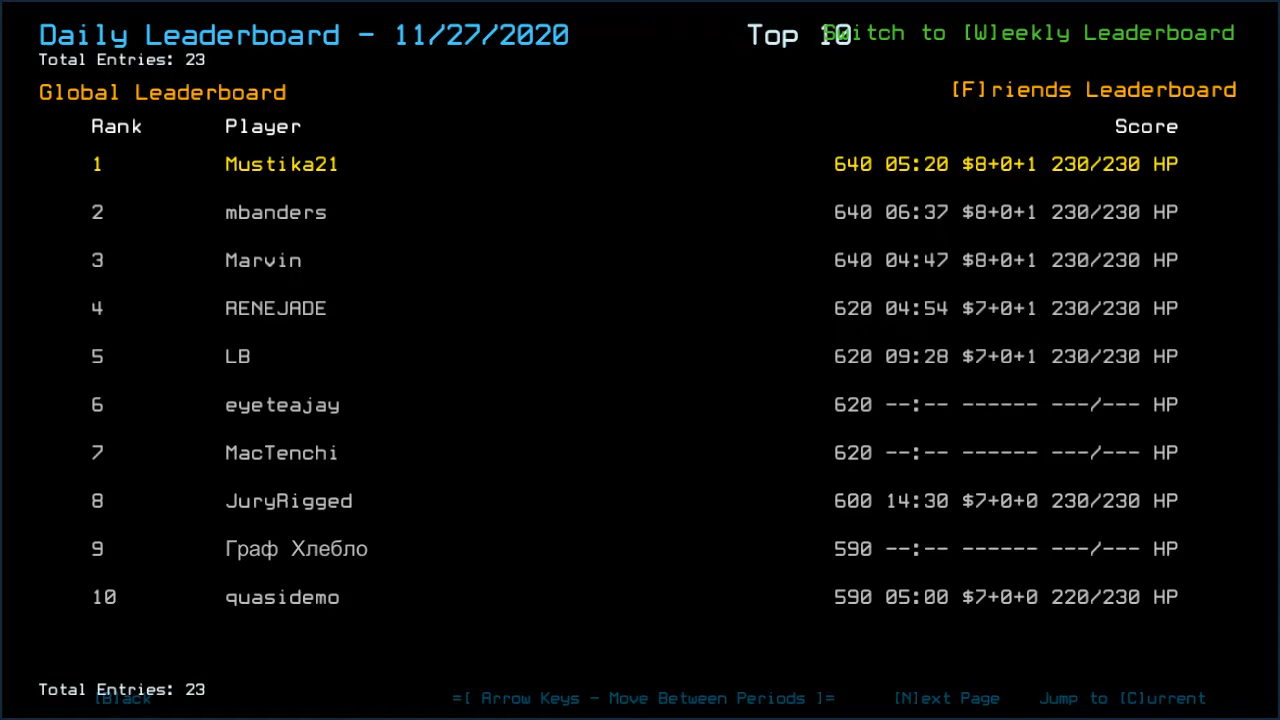 Daily Leaderboard - 11/27/2020 Top 10 Switch to [W]eekly Leaderboard
Total Entries: 23
Global Leaderboard [F]riends Leaderboard
Rank Player Score
1 Mustika21 640 05:20 $8+0+1 230/230 HP
2 mbanders 640 06:37 $8+0+1 230/230 HP
3 Marvin 640 04:47 $8+0+1 230/230 HP
4 RENEJADE 620 04:54 $7+0+1 230/230 HP
5 LB 620 09:28 $7+0+1 230/230 HP
6 eyeteajay 620 --:-- ------ ---/--- HP
7 MacTenchi 620 --:-- ------ ---/--- HP
8 JuryRigged 600 14:30 $7+0+0 230/230 HP
9 Граф Хлебло 590 --:-- ------ ---/--- HP
10 quasidemo 590 05:00 $7+0+0 220/230 HP
Total Entries: 23
[B]ack =[ Arrow Keys - Move Between Periods ]= [N]ext Page Jump to [C]urrent